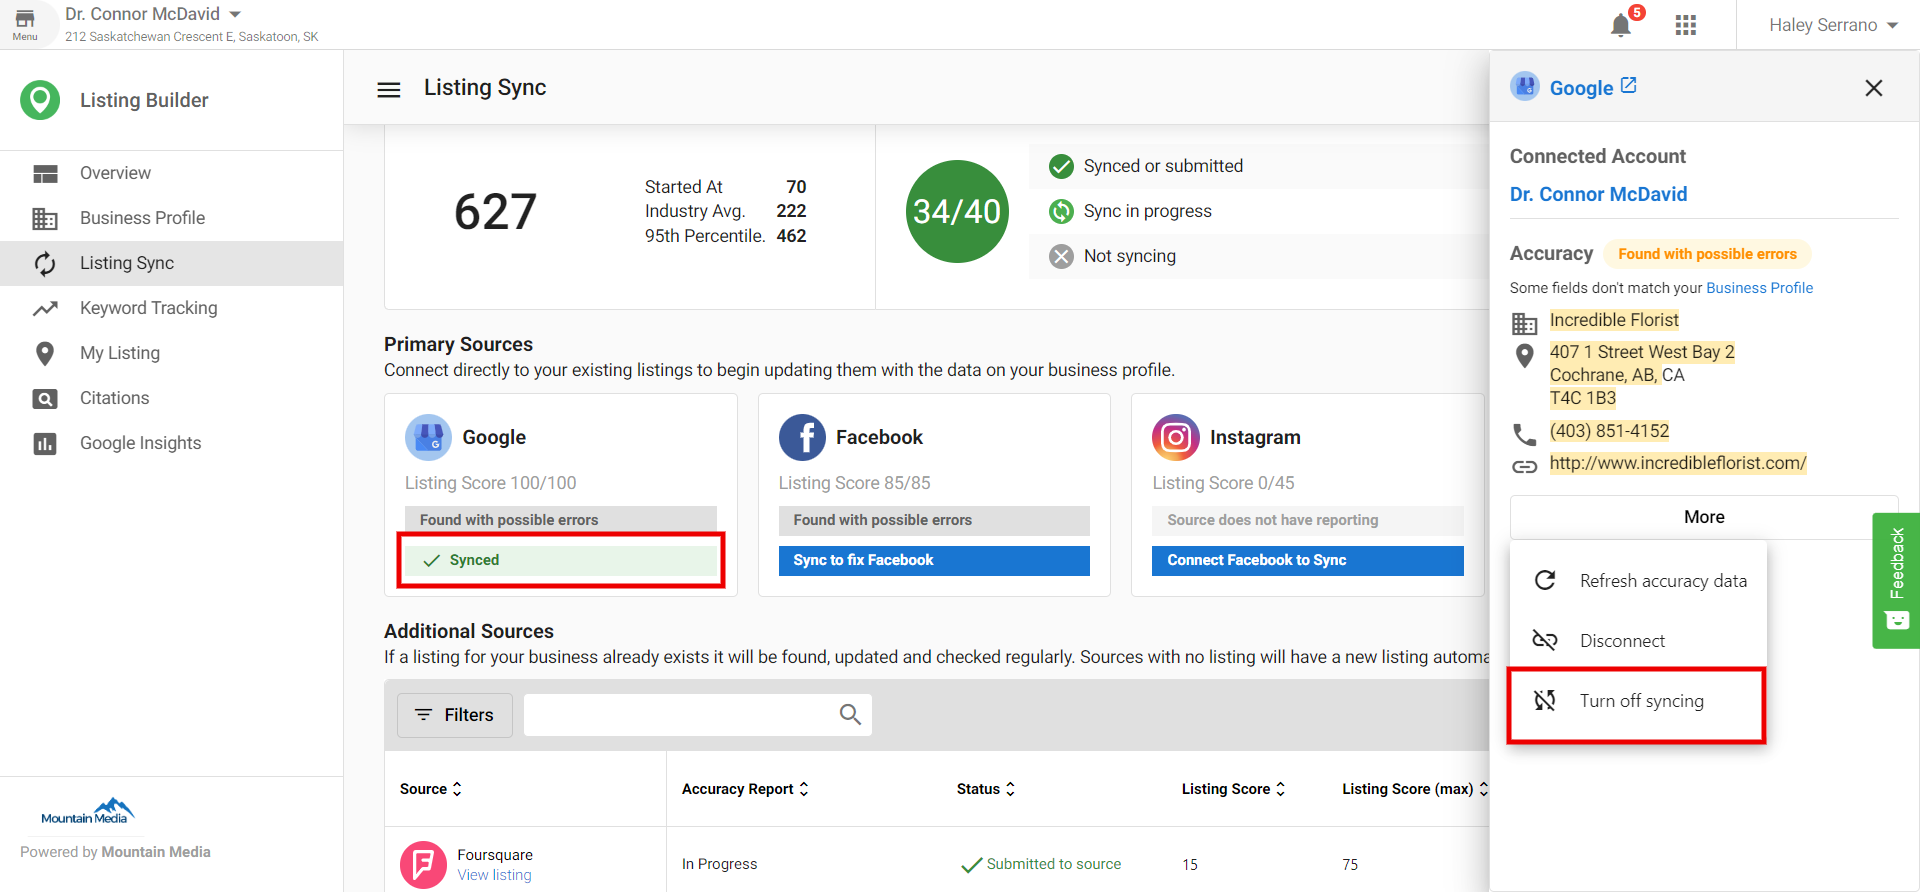 Menu
Dr. Connor McDavid
212 Saskatchewan Crescent E, Saskatoon, SK
5
Haley Serrano
Listing Builder
Overview
Business Profile
Listing Sync
Keyword Tracking
My Listing
Citations
Google Insights
Mountain Media
Powered by Mountain Media
Listing Sync
627
Started At 70
Industry Avg. 222
95th Percentile. 462
34/40
Synced or submitted
Sync in progress
Not syncing
Primary Sources
Connect directly to your existing listings to begin updating them with the data on your business profile.
Google
Listing Score 100/100
Found with possible errors
Synced
Facebook
Listing Score 85/85
Found with possible errors
Sync to fix Facebook
Instagram
Listing Score 0/45
Source does not have reporting
Connect Facebook to Sync
Additional Sources
If a listing for your business already exists it will be found, updated and checked regularly. Sources with no listing will have a new listing automa
Filters
Source Accuracy Report Status Listing Score Listing Score (max)
Foursquare In Progress Submitted to source 15 75
View listing
Google
Connected Account
Dr. Connor McDavid
Accuracy Found with possible errors
Some fields don't match your Business Profile
Incredible Florist
407 1 Street West Bay 2
Cochrane, AB, CA
T4C 1B3
(403) 851-4152
http://www.incredibleflorist.com/
More
Refresh accuracy data
Disconnect
Turn off syncing
Feedback